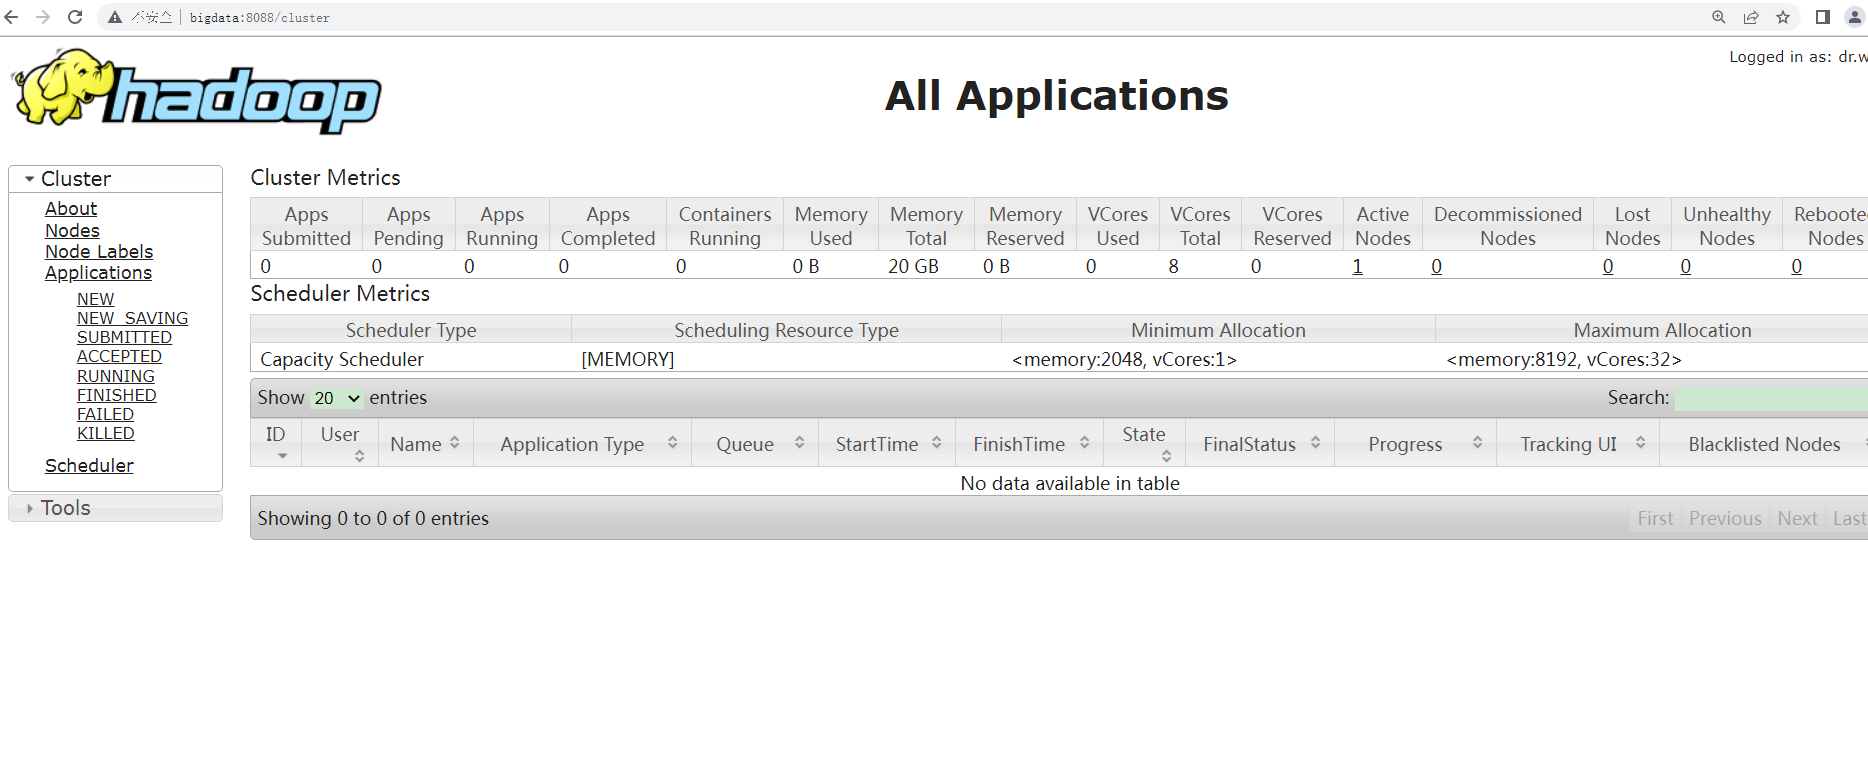 不安全 bigdata:8088/cluster
hadoop
All Applications
Logged in as: dr.w
Cluster
About
Nodes
Node Labels
Applications
NEW
NEW_SAVING
SUBMITTED
ACCEPTED
RUNNING
FINISHED
FAILED
KILLED
Scheduler
Tools
Cluster Metrics
Apps Submitted Apps Pending Apps Running Apps Completed Containers Running Memory Used Memory Total Memory Reserved VCores Used VCores Total VCores Reserved Active Nodes Decommissioned Nodes Lost Nodes Unhealthy Nodes Rebooted Nodes
0 0 0 0 0 0 B 20 GB 0 B 0 8 0 1 0 0 0 0
Scheduler Metrics
Scheduler Type Scheduling Resource Type Minimum Allocation Maximum Allocation
Capacity Scheduler [MEMORY] <memory:2048, vCores:1> <memory:8192, vCores:32>
Show 20 entries Search:
ID User Name Application Type Queue StartTime FinishTime State FinalStatus Progress Tracking UI Blacklisted Nodes
No data available in table
Showing 0 to 0 of 0 entries First Previous Next Last